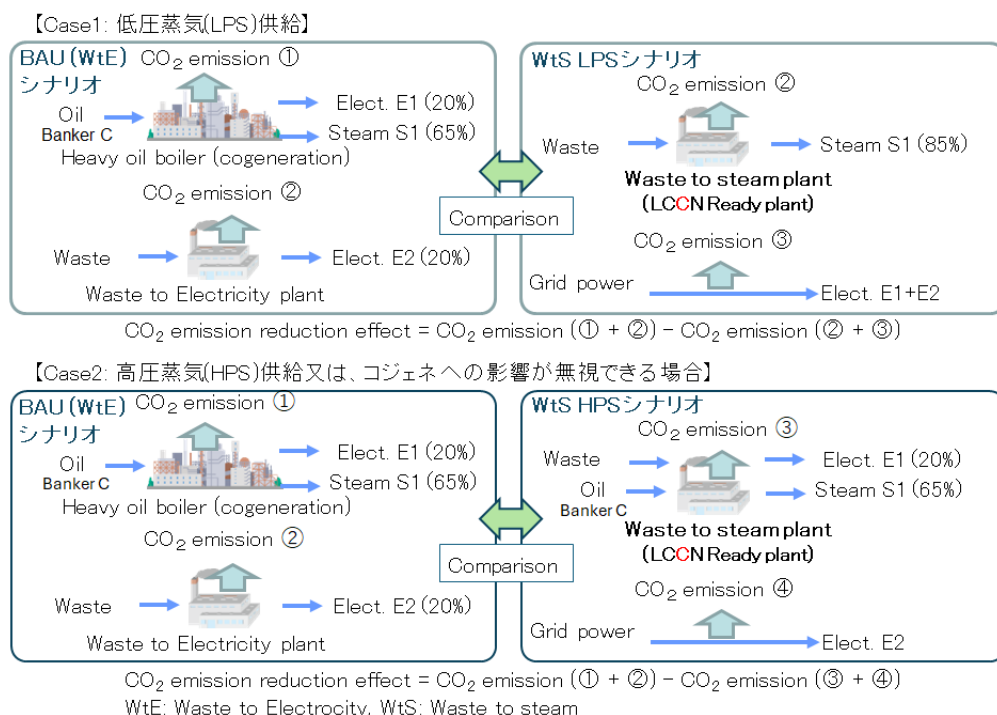 【Case1: 低圧蒸気(LPS)供給】
BAU (WtE)
シナリオ
CO2 emission ①
Oil
Banker C
Elect. E1 (20%)
Steam S1 (65%)
Heavy oil boiler (cogeneration)
CO2 emission ②
Waste
Elect. E2 (20%)
Waste to Electricity plant
Comparison
WtS LPSシナリオ
CO2 emission ②
Waste
Steam S1 (85%)
Waste to steam plant
(LCCN Ready plant)
CO2 emission ③
Grid power
Elect. E1+E2
CO2 emission reduction effect = CO2 emission (① + ②) − CO2 emission (② + ③)
【Case2: 高圧蒸気(HPS)供給又は、コジェネへの影響が無視できる場合】
BAU (WtE)
シナリオ
CO2 emission ①
Oil
Banker C
Elect. E1 (20%)
Steam S1 (65%)
Heavy oil boiler (cogeneration)
CO2 emission ②
Waste
Elect. E2 (20%)
Waste to Electricity plant
Comparison
WtS HPSシナリオ
CO2 emission ③
Waste
Oil
Banker C
Elect. E1 (20%)
Steam S1 (65%)
Waste to steam plant
(LCCN Ready plant)
CO2 emission ④
Grid power
Elect. E2
CO2 emission reduction effect = CO2 emission (① + ②) − CO2 emission (③ + ④)
WtE: Waste to Electrocity, WtS: Waste to steam